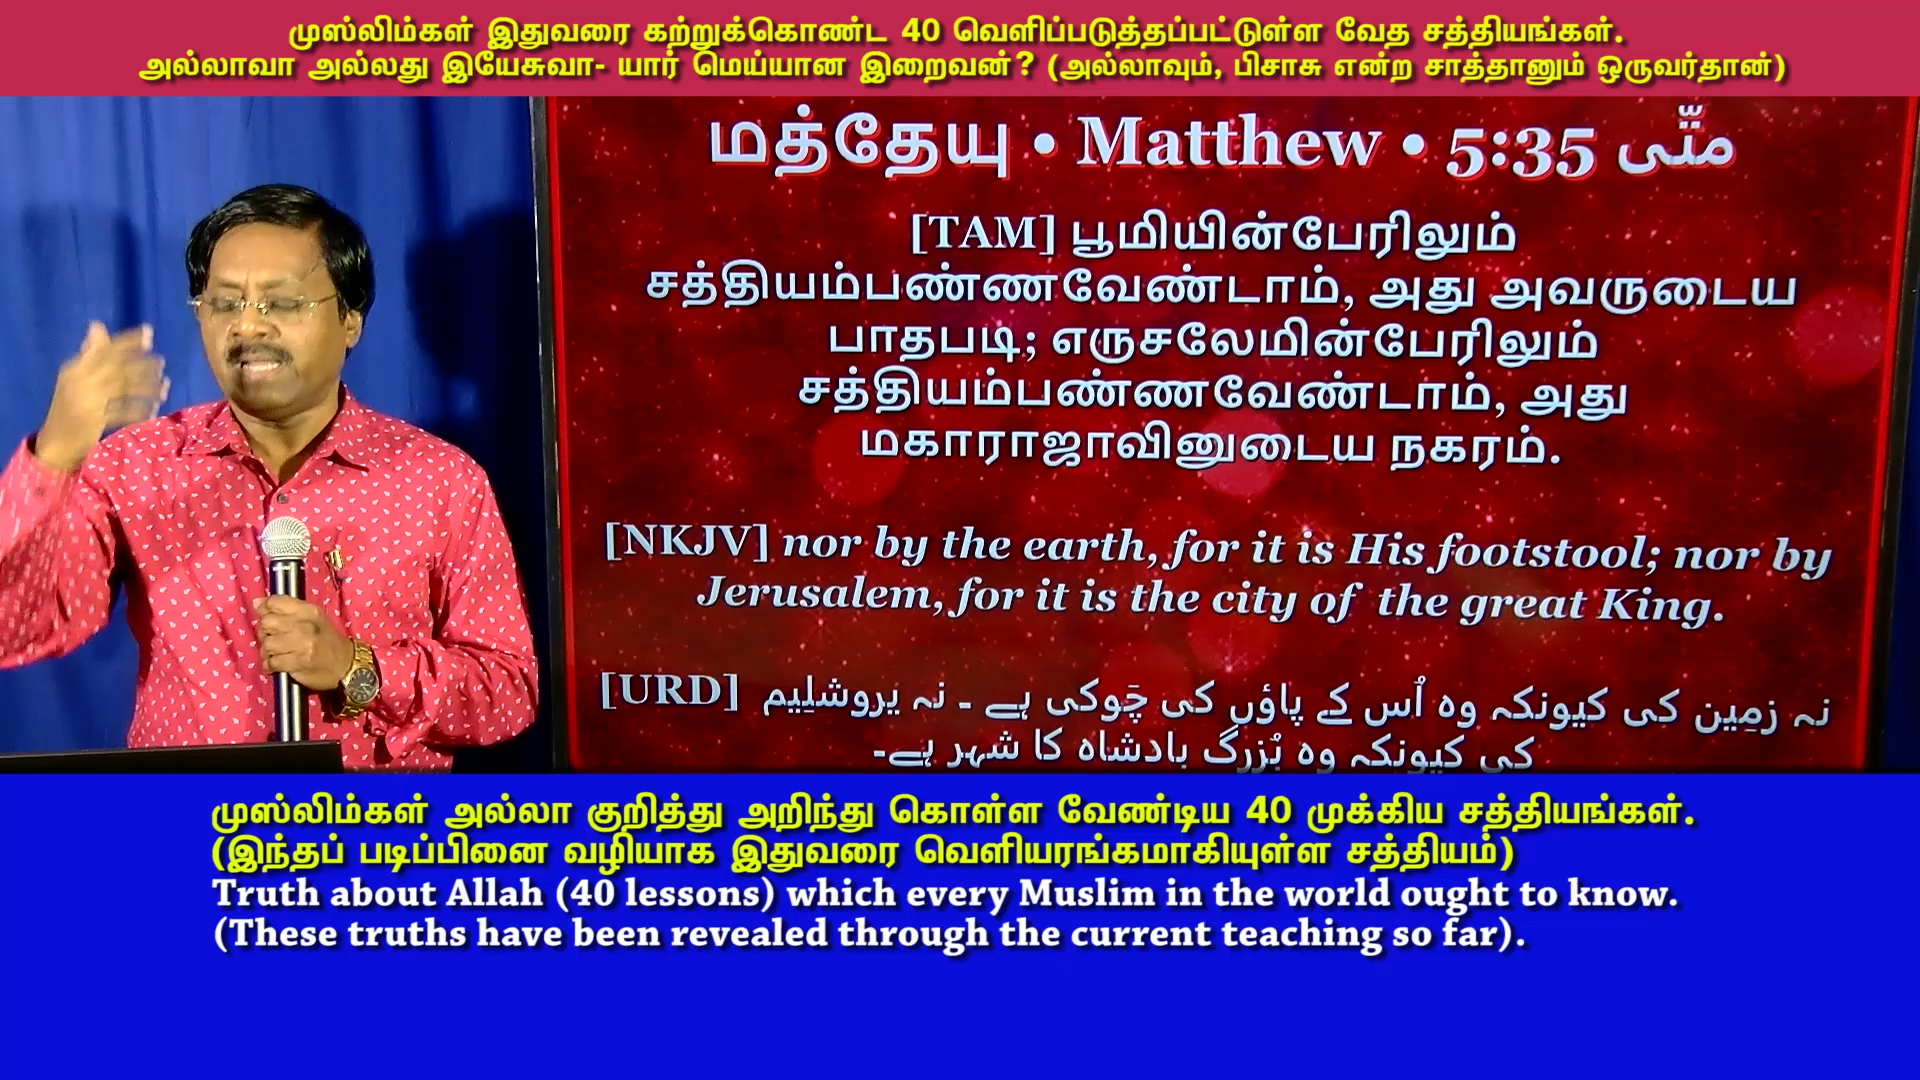 முஸ்லிம்கள் இதுவரை கற்றுக்கொண்ட 40 வெளிப்படுத்தப்பட்டுள்ள வேத சத்தியங்கள்.
அல்லாவா அல்லது இயேசுவா- யார் மெய்யான இறைவன்? (அல்லாவும், பிசாசு என்ற சாத்தானும் ஒருவர்தான்)
மத்தேயு • Matthew • 5:35 متّی
[TAM] பூமியின்பேரிலும்
சத்தியம்பண்ணவேண்டாம், அது அவருடைய
பாதபடி; எருசலேமின்பேரிலும்
சத்தியம்பண்ணவேண்டாம், அது
மகாராஜாவினுடைய நகரம்.
[NKJV] nor by the earth, for it is His footstool; nor by
Jerusalem, for it is the city of the great King.
[URD] نہ زمِین کی کیونکہ وہ اُس کے پاؤں کی چَوکی ہے ۔ نہ یروشلِیم
کی کیونکہ وہ بُزرگ بادشاہ کا شہر ہے۔
முஸ்லிம்கள் அல்லா குறித்து அறிந்து கொள்ள வேண்டிய 40 முக்கிய சத்தியங்கள்.
(இந்தப் படிப்பினை வழியாக இதுவரை வெளியரங்கமாகியுள்ள சத்தியம்)
Truth about Allah (40 lessons) which every Muslim in the world ought to know.
(These truths have been revealed through the current teaching so far).